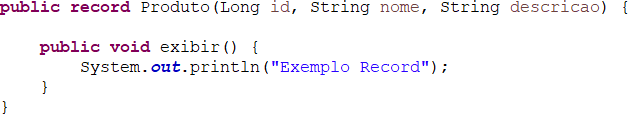 public record Produto(Long id, String nome, String descricao) {
    public void exibir() {
        System.out.println("Exemplo Record");
    }
}